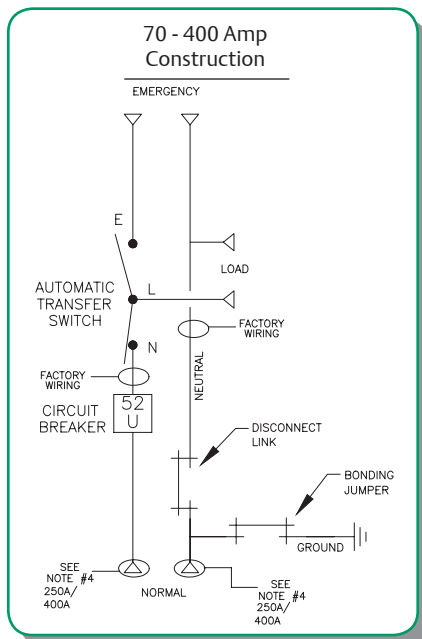 70 - 400 Amp
Construction
EMERGENCY
E
LOAD
AUTOMATIC
TRANSFER
SWITCH
L
FACTORY
WIRING
N
NEUTRAL
FACTORY
WIRING
CIRCUIT
BREAKER
52
U
DISCONNECT
LINK
BONDING
JUMPER
GROUND
SEE
NOTE #4
250A/
400A
NORMAL
SEE
NOTE #4
250A/
400A